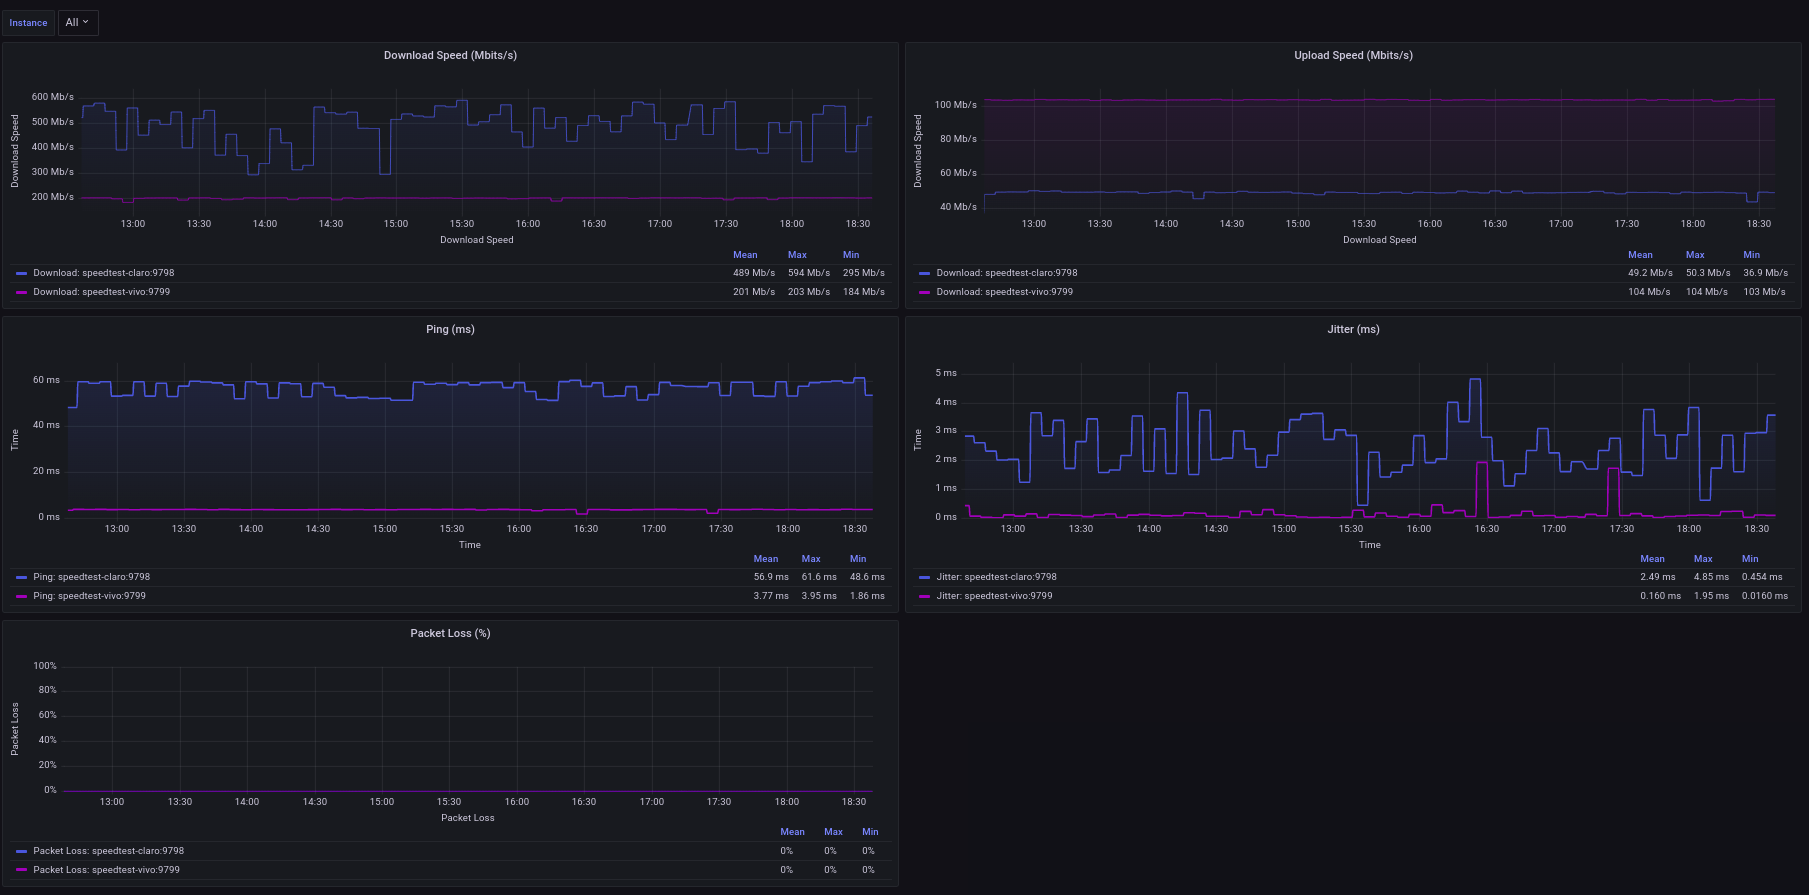 Instance All
Download Speed (Mbits/s)
600 Mb/s
500 Mb/s
400 Mb/s
300 Mb/s
200 Mb/s
Download Speed
13:00 13:30 14:00 14:30 15:00 15:30 16:00 16:30 17:00 17:30 18:00 18:30
Download Speed
Mean Max Min
Download: speedtest-claro:9798 489 Mb/s 594 Mb/s 295 Mb/s
Download: speedtest-vivo:9799 201 Mb/s 203 Mb/s 184 Mb/s
Upload Speed (Mbits/s)
100 Mb/s
80 Mb/s
60 Mb/s
40 Mb/s
Download Speed
13:00 13:30 14:00 14:30 15:00 15:30 16:00 16:30 17:00 17:30 18:00 18:30
Download Speed
Mean Max Min
Download: speedtest-claro:9798 49.2 Mb/s 50.3 Mb/s 36.9 Mb/s
Download: speedtest-vivo:9799 104 Mb/s 104 Mb/s 103 Mb/s
Ping (ms)
60 ms
40 ms
20 ms
0 ms
Time
13:00 13:30 14:00 14:30 15:00 15:30 16:00 16:30 17:00 17:30 18:00 18:30
Time
Mean Max Min
Ping: speedtest-claro:9798 56.9 ms 61.6 ms 48.6 ms
Ping: speedtest-vivo:9799 3.77 ms 3.95 ms 1.86 ms
Jitter (ms)
5 ms
4 ms
3 ms
2 ms
1 ms
0 ms
Time
13:00 13:30 14:00 14:30 15:00 15:30 16:00 16:30 17:00 17:30 18:00 18:30
Time
Mean Max Min
Jitter: speedtest-claro:9798 2.49 ms 4.85 ms 0.454 ms
Jitter: speedtest-vivo:9799 0.160 ms 1.95 ms 0.0160 ms
Packet Loss (%)
100%
80%
60%
40%
20%
0%
Packet Loss
13:00 13:30 14:00 14:30 15:00 15:30 16:00 16:30 17:00 17:30 18:00 18:30
Packet Loss
Mean Max Min
Packet Loss: speedtest-claro:9798 0% 0% 0%
Packet Loss: speedtest-vivo:9799 0% 0% 0%